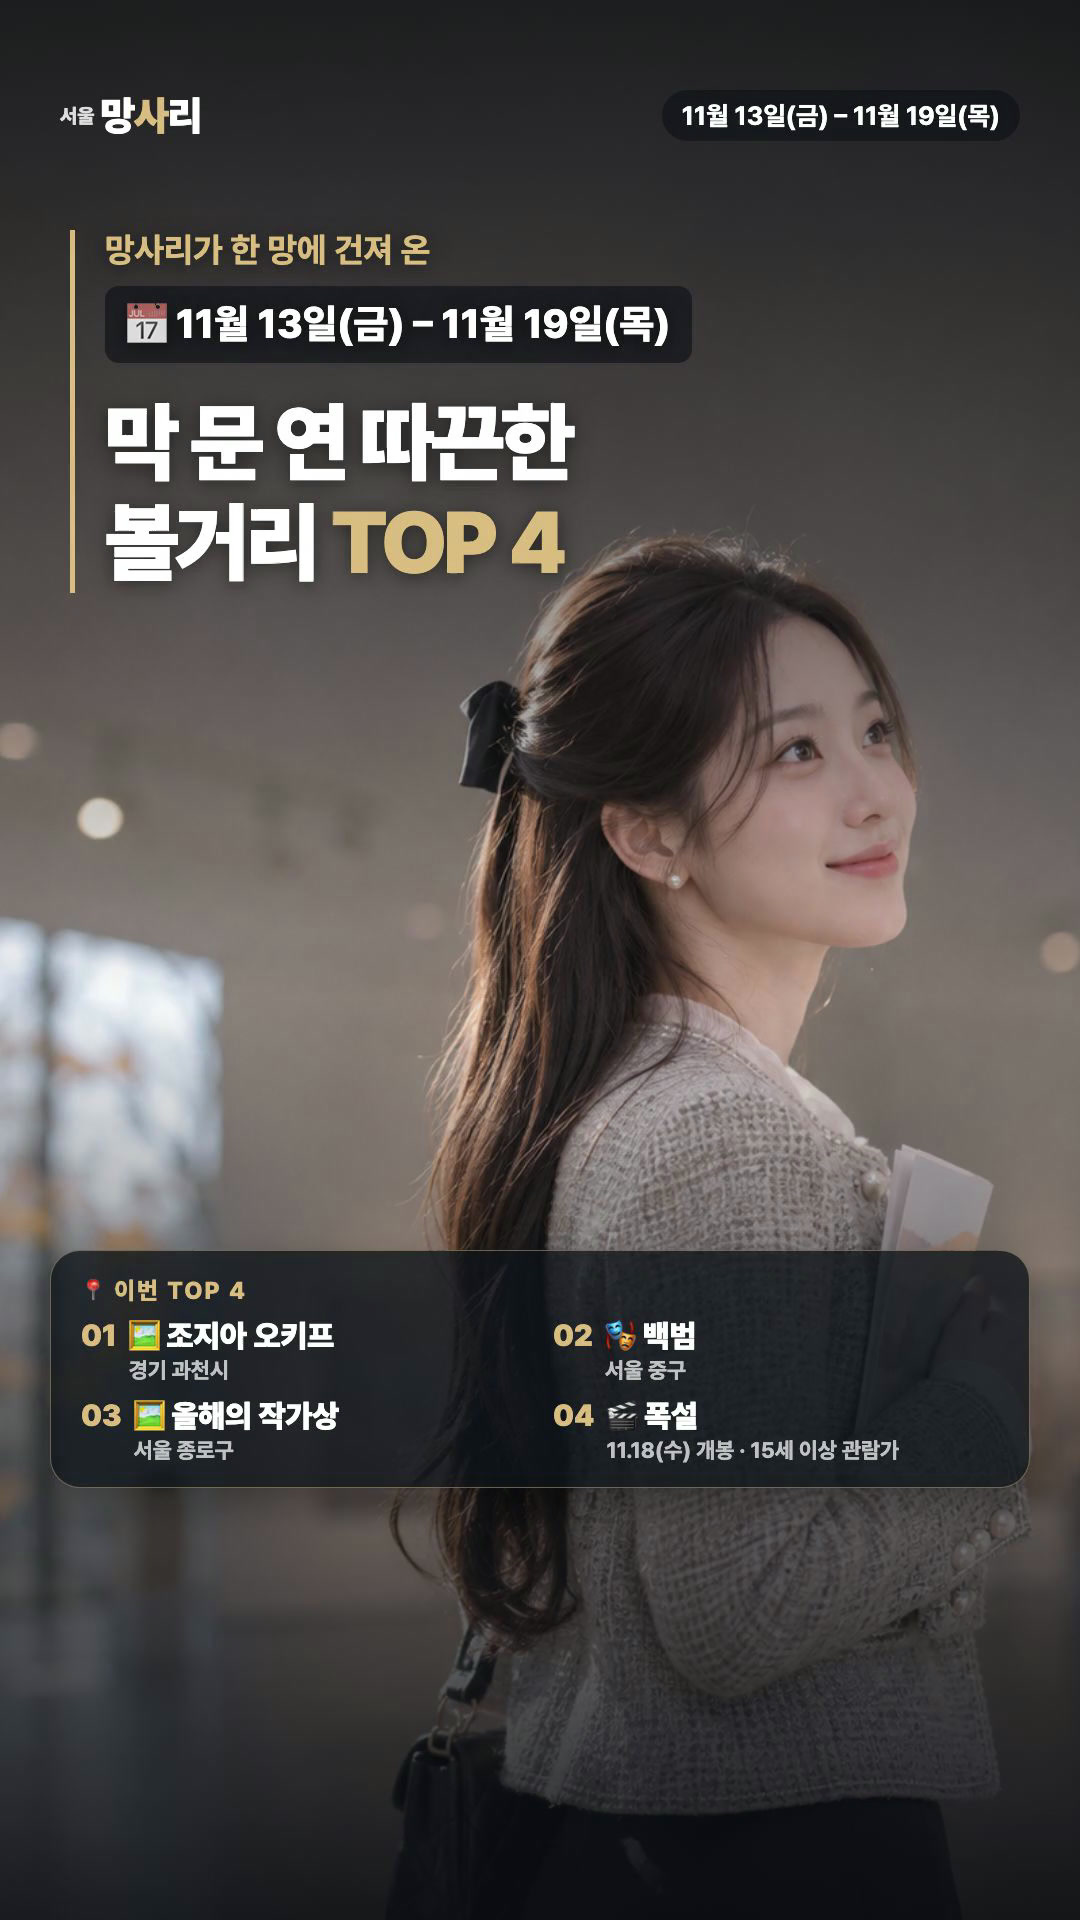 서울 망사리
11월 13일(금) – 11월 19일(목)
망사리가 한 망에 건져 온
JUL 17 11월 13일(금) – 11월 19일(목)
막 문 연 따끈한
볼거리 TOP 4
이번 TOP 4
01 조지아 오키프
경기 과천시
02 백범
서울 중구
03 올해의 작가상
서울 종로구
04 폭설
11.18(수) 개봉 · 15세 이상 관람가